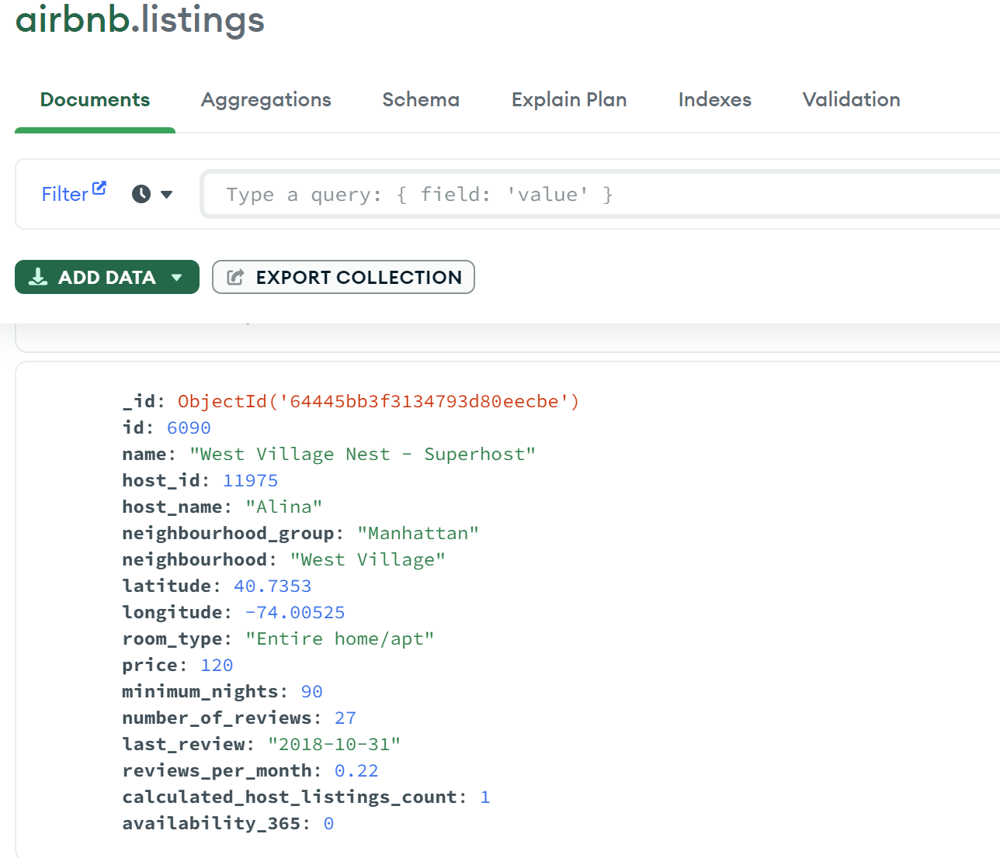 airbnb.listings
Documents Aggregations Schema Explain Plan Indexes Validation
Filter Type a query: { field: 'value' }
ADD DATA EXPORT COLLECTION
_id: ObjectId('64445bb3f3134793d80eecbe')
id: 6090
name: "West Village Nest - Superhost"
host_id: 11975
host_name: "Alina"
neighbourhood_group: "Manhattan"
neighbourhood: "West Village"
latitude: 40.7353
longitude: -74.00525
room_type: "Entire home/apt"
price: 120
minimum_nights: 90
number_of_reviews: 27
last_review: "2018-10-31"
reviews_per_month: 0.22
calculated_host_listings_count: 1
availability_365: 0